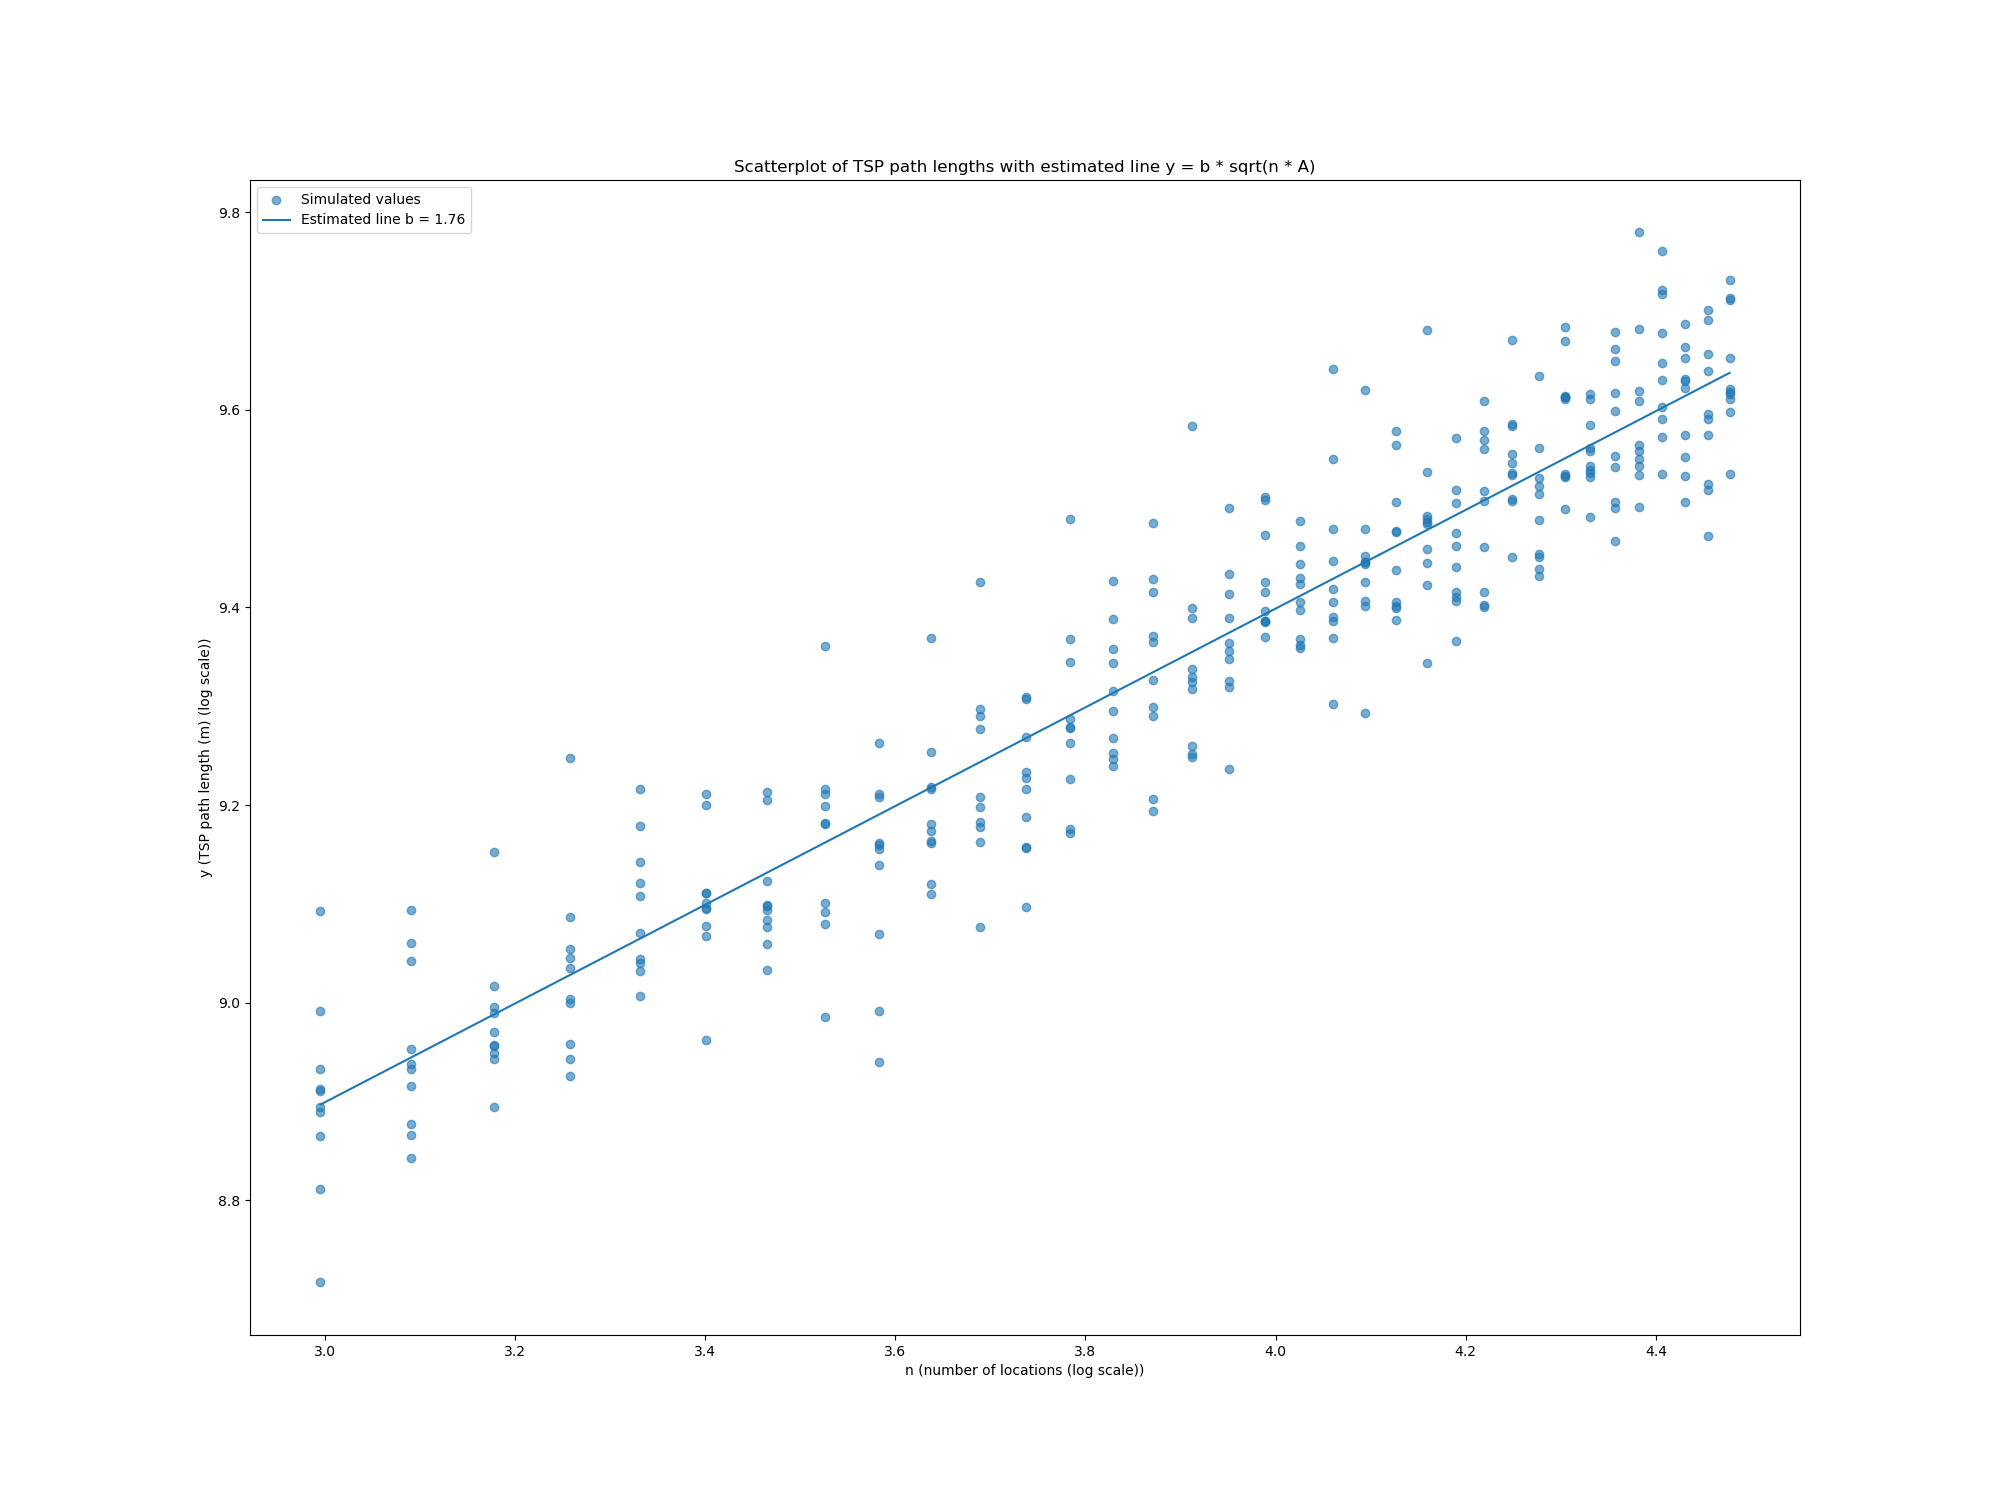 Scatterplot of TSP path lengths with estimated line y = b * sqrt(n * A)
Simulated values
Estimated line b = 1.76
9.8
9.6
9.4
9.2
9.0
8.8
y (TSP path length (m) (log scale))
3.0 3.2 3.4 3.6 3.8 4.0 4.2 4.4
n (number of locations (log scale))